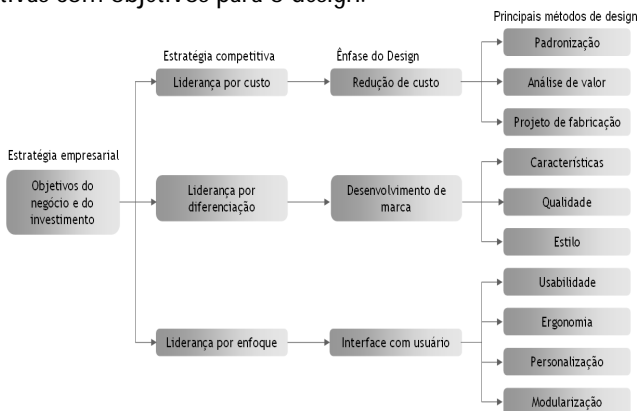 Principais métodos de design
Estratégia competitiva
Ênfase do Design
Padronização
Liderança por custo
Redução de custo
Análise de valor
Projeto de fabricação
Estratégia empresarial
Objetivos do
negócio e do
investimento
Liderança por
diferenciação
Desenvolvimento de
marca
Características
Qualidade
Estilo
Liderança por enfoque
Interface com usuário
Usabilidade
Ergonomia
Personalização
Modularização